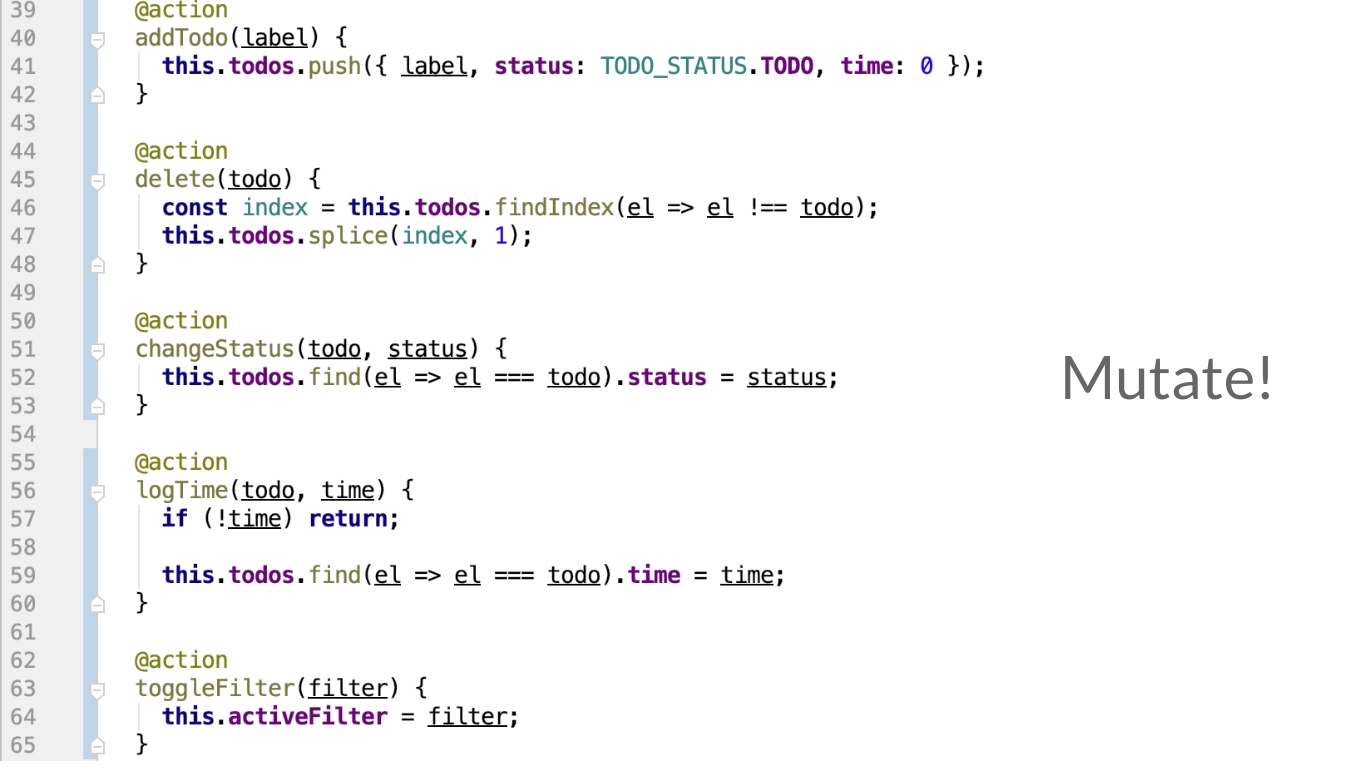 39 @action
40 addTodo(label) {
41 this.todos.push({ label, status: TODO_STATUS.TODO, time: 0 });
42 }
43
44 @action
45 delete(todo) {
46 const index = this.todos.findIndex(el => el !== todo);
47 this.todos.splice(index, 1);
48 }
49
50 @action
51 changeStatus(todo, status) {
52 this.todos.find(el => el === todo).status = status;
Mutate!
53 }
54
55 @action
56 logTime(todo, time) {
57 if (!time) return;
58
59 this.todos.find(el => el === todo).time = time;
60 }
61
62 @action
63 toggleFilter(filter) {
64 this.activeFilter = filter;
65 }